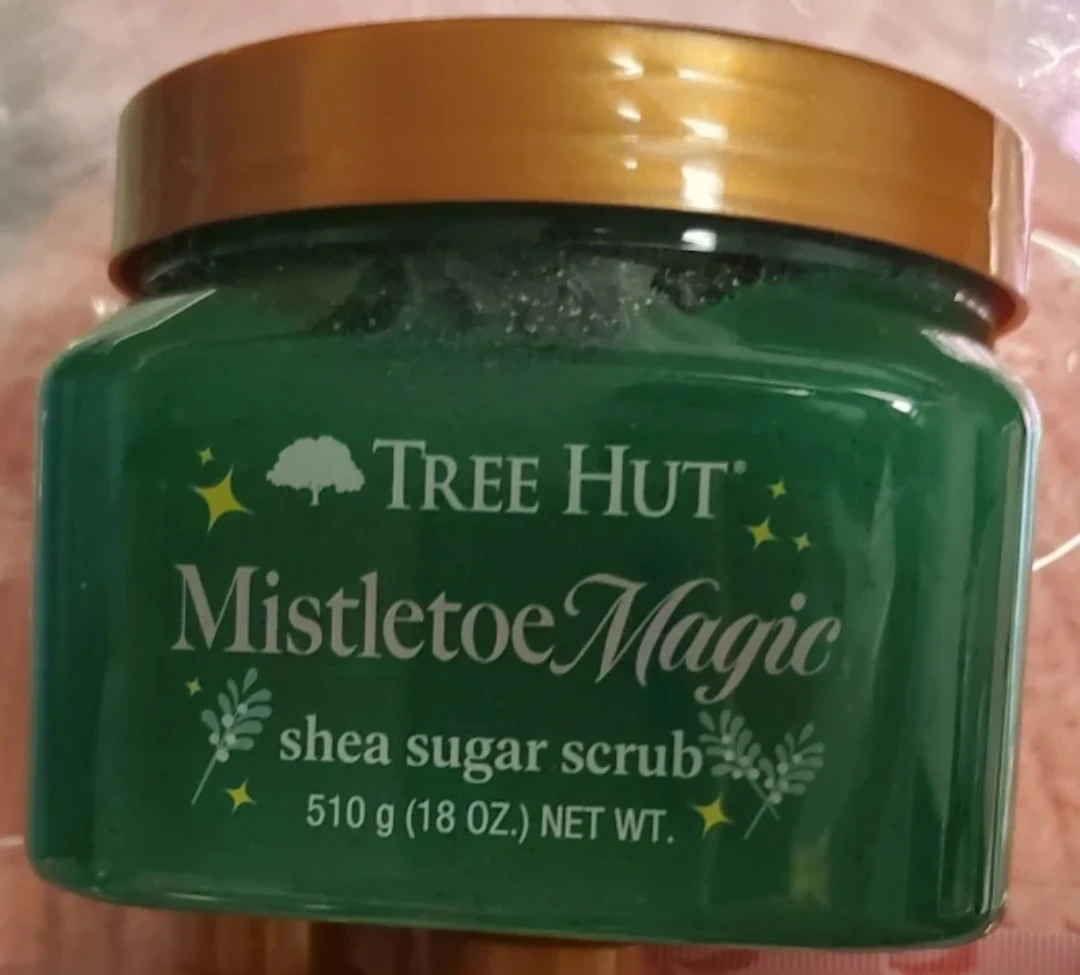 TREE HUT®
Mistletoe Magic
shea sugar scrub
510 g (18 OZ.) NET WT.